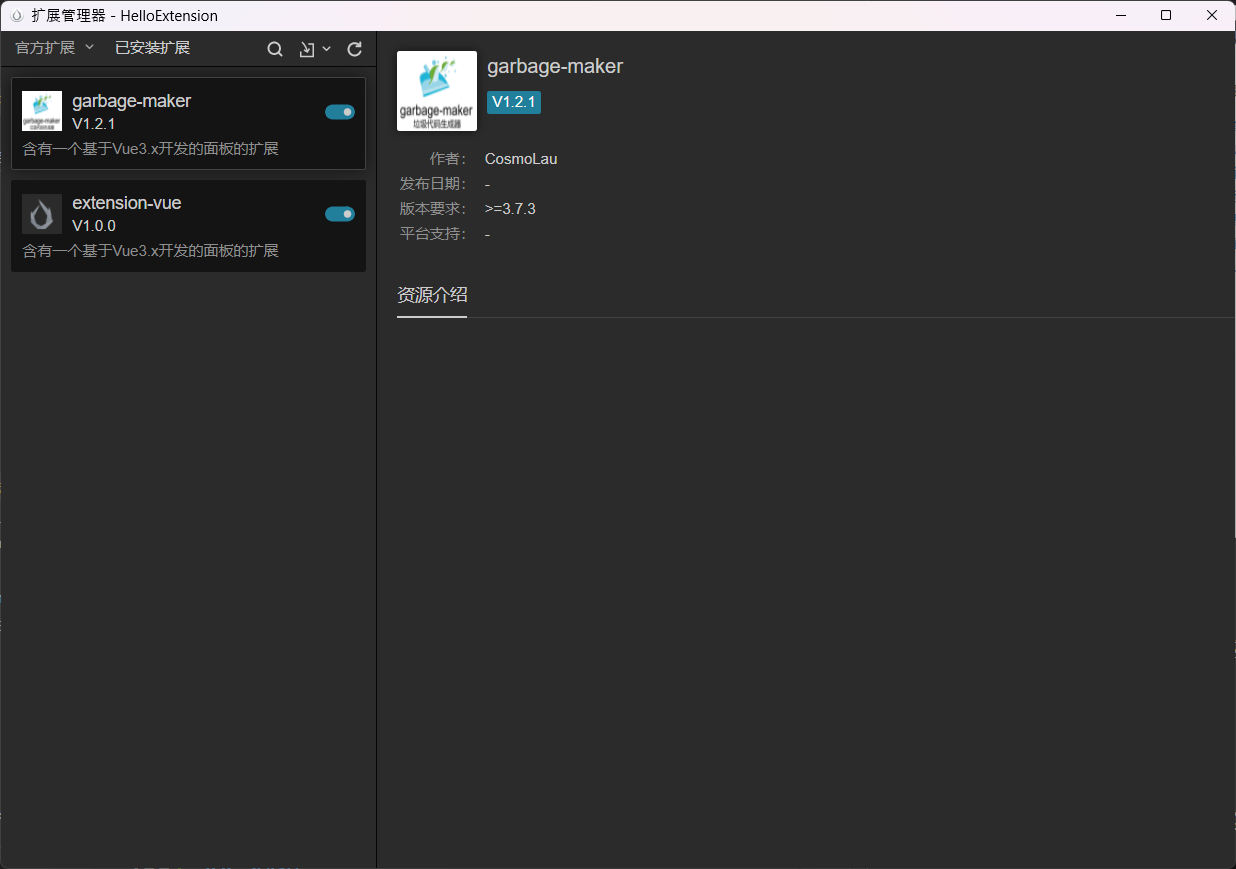 扩展管理器 - HelloExtension
官方扩展
已安装扩展
garbage-maker
V1.2.1
含有一个基于Vue3.x开发的面板的扩展
extension-vue
V1.0.0
含有一个基于Vue3.x开发的面板的扩展
garbage-maker
垃圾代码生成器
garbage-maker
V1.2.1
作者： CosmoLau
发布日期： -
版本要求： >=3.7.3
平台支持： -
资源介绍